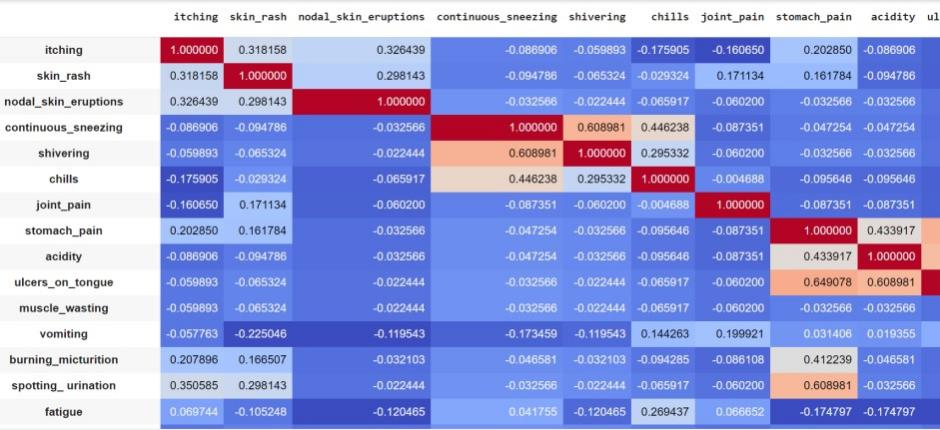 itching skin_rash nodal_skin_eruptions continuous_sneezing shivering chills joint_pain stomach_pain acidity ul
itching 1.000000 0.318158 0.326439 -0.086906 -0.059893 -0.175905 -0.160650 0.202850 -0.086906
skin_rash 0.318158 1.000000 0.298143 -0.094786 -0.065324 -0.029324 0.171134 0.161784 -0.094786
nodal_skin_eruptions 0.326439 0.298143 1.000000 -0.032566 -0.022444 -0.065917 -0.060200 -0.032566 -0.032566
continuous_sneezing -0.086906 -0.094786 -0.032566 1.000000 0.608981 0.446238 -0.087351 -0.047254 -0.047254
shivering -0.059893 -0.065324 -0.022444 0.608981 1.000000 0.295332 -0.060200 -0.032566 -0.032566
chills -0.175905 -0.029324 -0.065917 0.446238 0.295332 1.000000 -0.004688 -0.095646 -0.095646
joint_pain -0.160650 0.171134 -0.060200 -0.087351 -0.060200 -0.004688 1.000000 -0.087351 -0.087351
stomach_pain 0.202850 0.161784 -0.032566 -0.047254 -0.032566 -0.095646 -0.087351 1.000000 0.433917
acidity -0.086906 -0.094786 -0.032566 -0.047254 -0.032566 -0.095646 -0.087351 0.433917 1.000000
ulcers_on_tongue -0.059893 -0.065324 -0.022444 -0.032566 -0.022444 -0.065917 -0.060200 0.649078 0.608981
muscle_wasting -0.059893 -0.065324 -0.022444 -0.032566 -0.022444 -0.065917 -0.060200 -0.032566 -0.032566
vomiting -0.057763 -0.225046 -0.119543 -0.173459 -0.119543 0.144263 0.199921 0.031406 0.019355
burning_micturition 0.207896 0.166507 -0.032103 -0.046581 -0.032103 -0.094285 -0.086108 0.412239 -0.046581
spotting_ urination 0.350585 0.298143 -0.022444 -0.032566 -0.022444 -0.065917 -0.060200 0.608981 -0.032566
fatigue 0.069744 -0.105248 -0.120465 0.041755 -0.120465 0.269437 0.066652 -0.174797 -0.174797